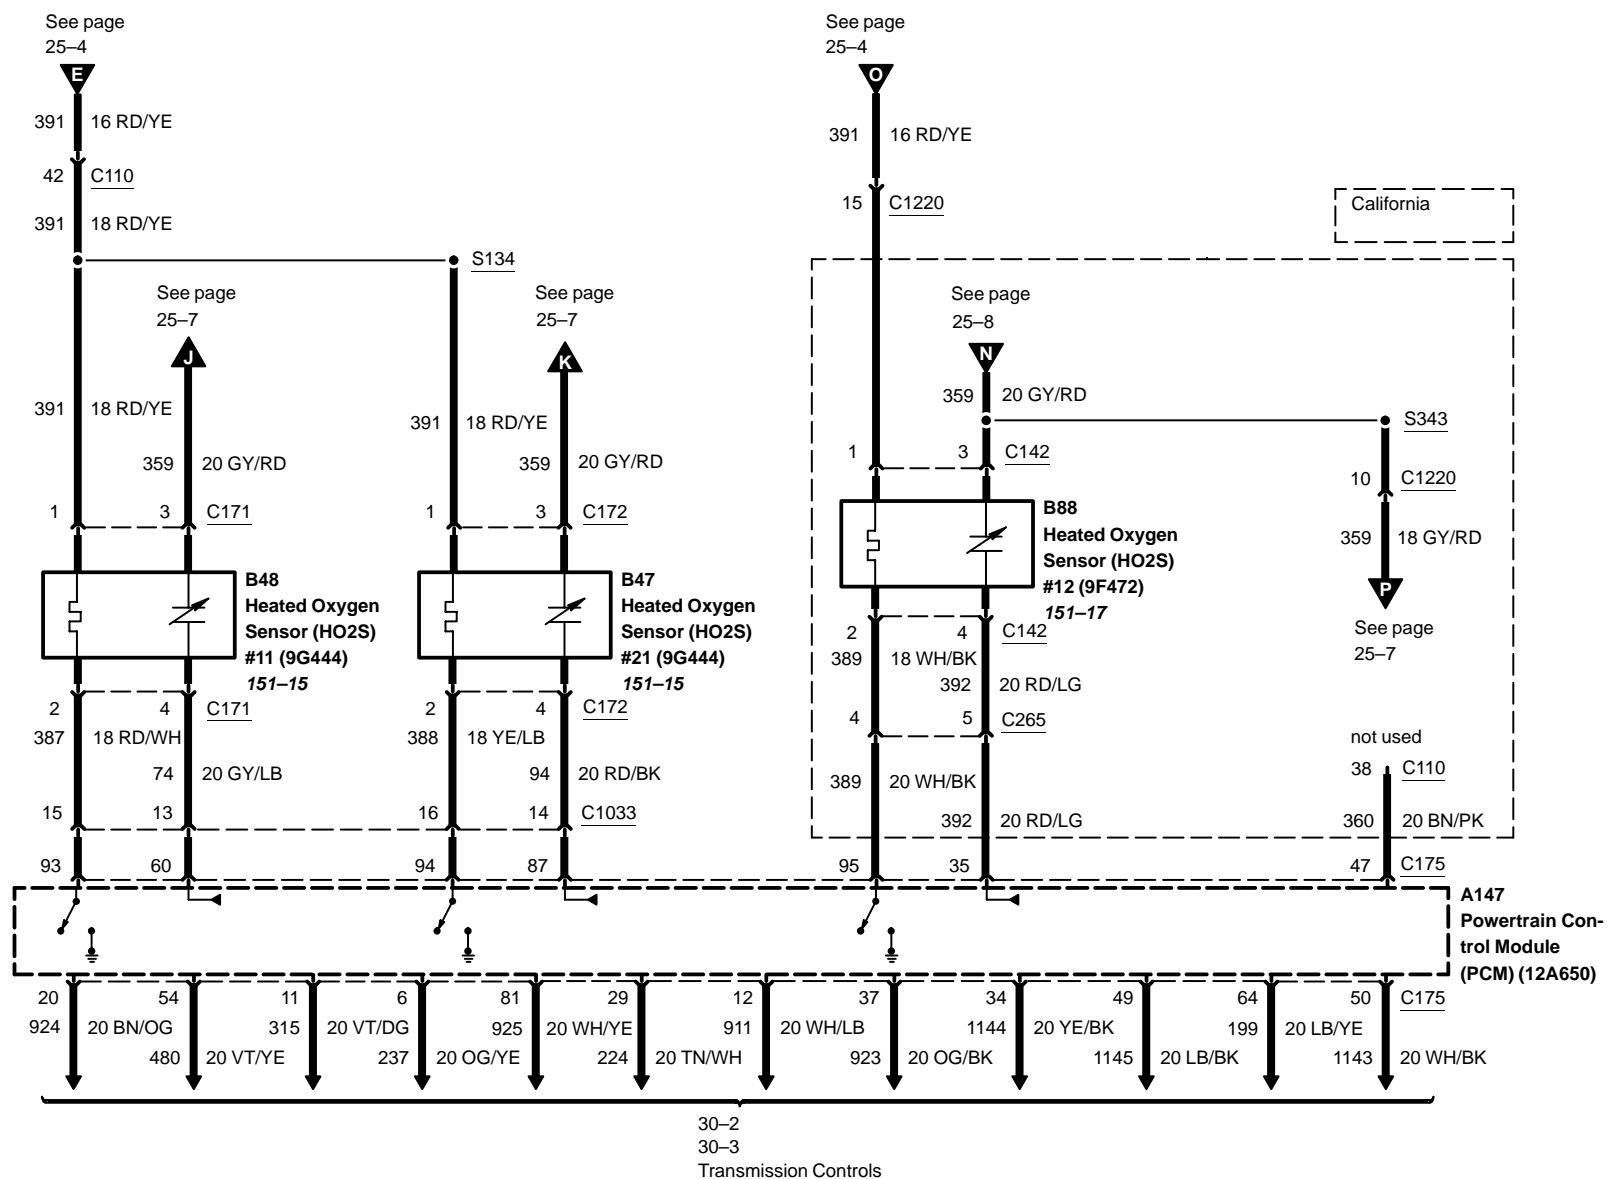 See page
25–4
E
391 16 RD/YE
42 C110
391 18 RD/YE
S134
See page
25–7
J
See page
25–7
K
391 18 RD/YE
359 20 GY/RD
391 18 RD/YE
359 20 GY/RD
1 3 C171
1 3 C172
B48
Heated Oxygen
Sensor (HO2S)
#11 (9G444)
151–15
B47
Heated Oxygen
Sensor (HO2S)
#21 (9G444)
151–15
2 4 C171
387 18 RD/WH
74 20 GY/LB
15 13
93 60
2 4 C172
388 18 YE/LB
94 20 RD/BK
16 14 C1033
94 87
See page
25–4
O
391 16 RD/YE
15 C1220
California
See page
25–8
N
359 20 GY/RD
S343
1 3 C142
10 C1220
359 18 GY/RD
P
See page
25–7
B88
Heated Oxygen
Sensor (HO2S)
#12 (9F472)
151–17
2 4 C142
389 18 WH/BK
392 20 RD/LG
4 5 C265
389 20 WH/BK
392 20 RD/LG
not used
38 C110
360 20 BN/PK
95 35 47 C175
A147
Powertrain Con-
trol Module
(PCM) (12A650)
20 54 11 6 81 29 12 37 34 49 64 50 C175
924 20 BN/OG 315 20 VT/DG 925 20 WH/YE 911 20 WH/LB 1144 20 YE/BK 199 20 LB/YE
480 20 VT/YE 237 20 OG/YE 224 20 TN/WH 923 20 OG/BK 1145 20 LB/BK 1143 20 WH/BK
30–2
30–3
Transmission Controls